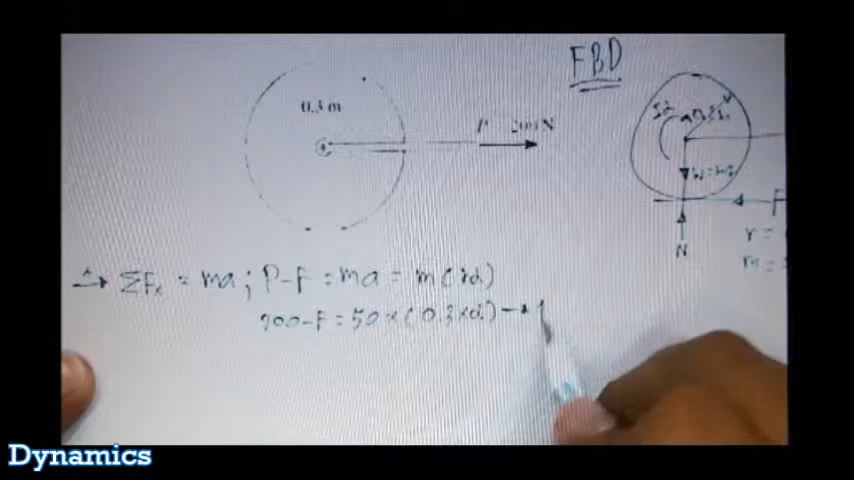 FBD
0.3 m
P 200 N
W=mg
F
N
r =
m =
→ ΣFx = ma ; P-F = ma = m(rα)
200-F = 50×(0.3×α) → 1
Dynamics